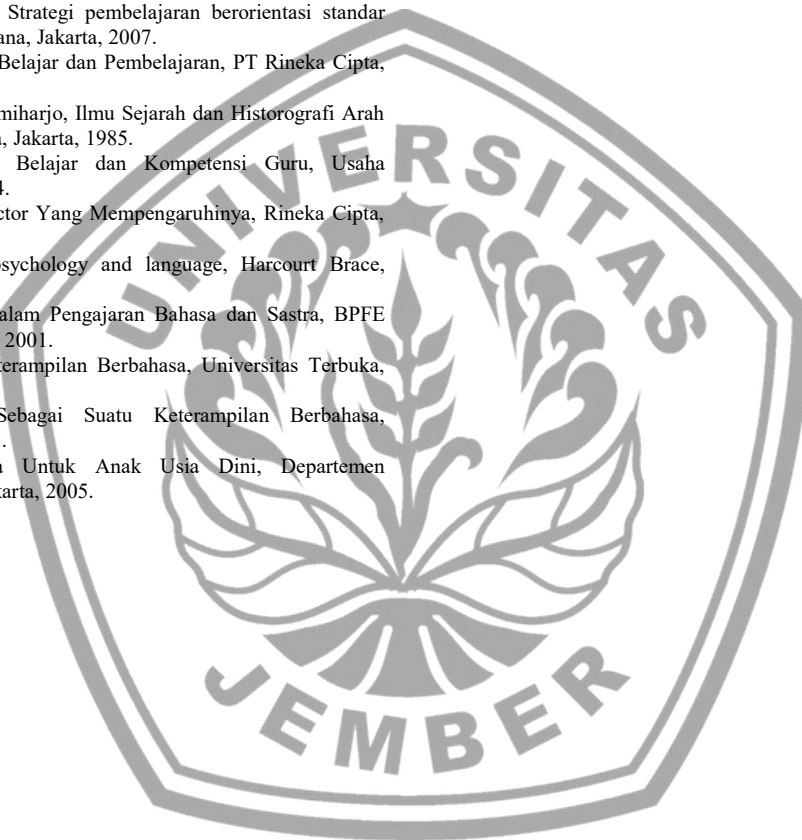 Strategi pembelajaran berorientasi standar
ana, Jakarta, 2007.
Belajar dan Pembelajaran, PT Rineka Cipta,
miharjo, Ilmu Sejarah dan Historografi Arah
, Jakarta, 1985.
Belajar dan Kompetensi Guru, Usaha
4.
ctor Yang Mempengaruhinya, Rineka Cipta,
psychology and language, Harcourt Brace,
alam Pengajaran Bahasa dan Sastra, BPFE
2001.
terampilan Berbahasa, Universitas Terbuka,
Sebagai Suatu Keterampilan Berbahasa,
.
Untuk Anak Usia Dini, Departemen
karta, 2005.
UNIVERSITAS
JEMBER